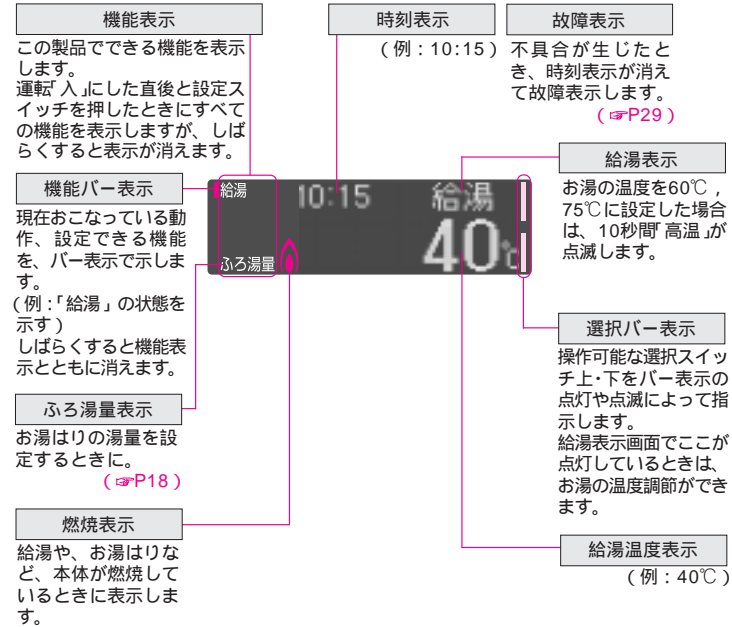 機能表示
この製品でできる機能を表示
します。
運転「入」にした直後と設定ス
イッチを押したときにすべて
の機能を表示しますが、しば
らくすると表示が消えます。
時刻表示
(例:10:15)
故障表示
不具合が生じたと
き、時刻表示が消え
て故障表示します。
(☞P29)
給湯表示
お湯の温度を60℃,
75℃に設定した場合
は、10秒間「高温」が
点滅します。
機能バー表示
現在おこなっている動
作、設定できる機能
を、バー表示で示しま
す。
(例:「給湯」の状態を
示す)
しばらくすると機能表
示とともに消えます。
給湯
10:15
給湯
40℃
ふろ湯量
選択バー表示
操作可能な選択スイッ
チ上・下をバー表示の
点灯や点滅によって指
示します。
給湯表示画面でここが
点灯しているときは、
お湯の温度調節ができ
ます。
ふろ湯量表示
お湯はりの湯量を設
定するときに。
(☞P18)
燃焼表示
給湯や、お湯はりな
ど、本体が燃焼して
いるときに表示しま
す。
給湯温度表示
(例:40℃)